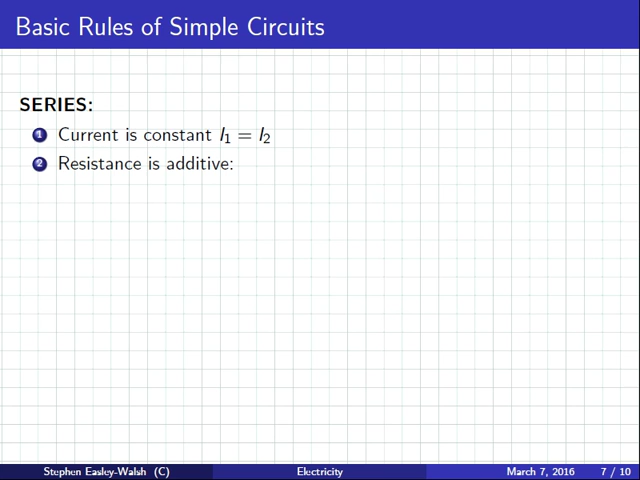 Basic Rules of Simple Circuits
SERIES:
1 Current is constant I₁ = I₂
2 Resistance is additive:
Stephen Easley-Walsh (C) Electricity March 7, 2016 7 / 10